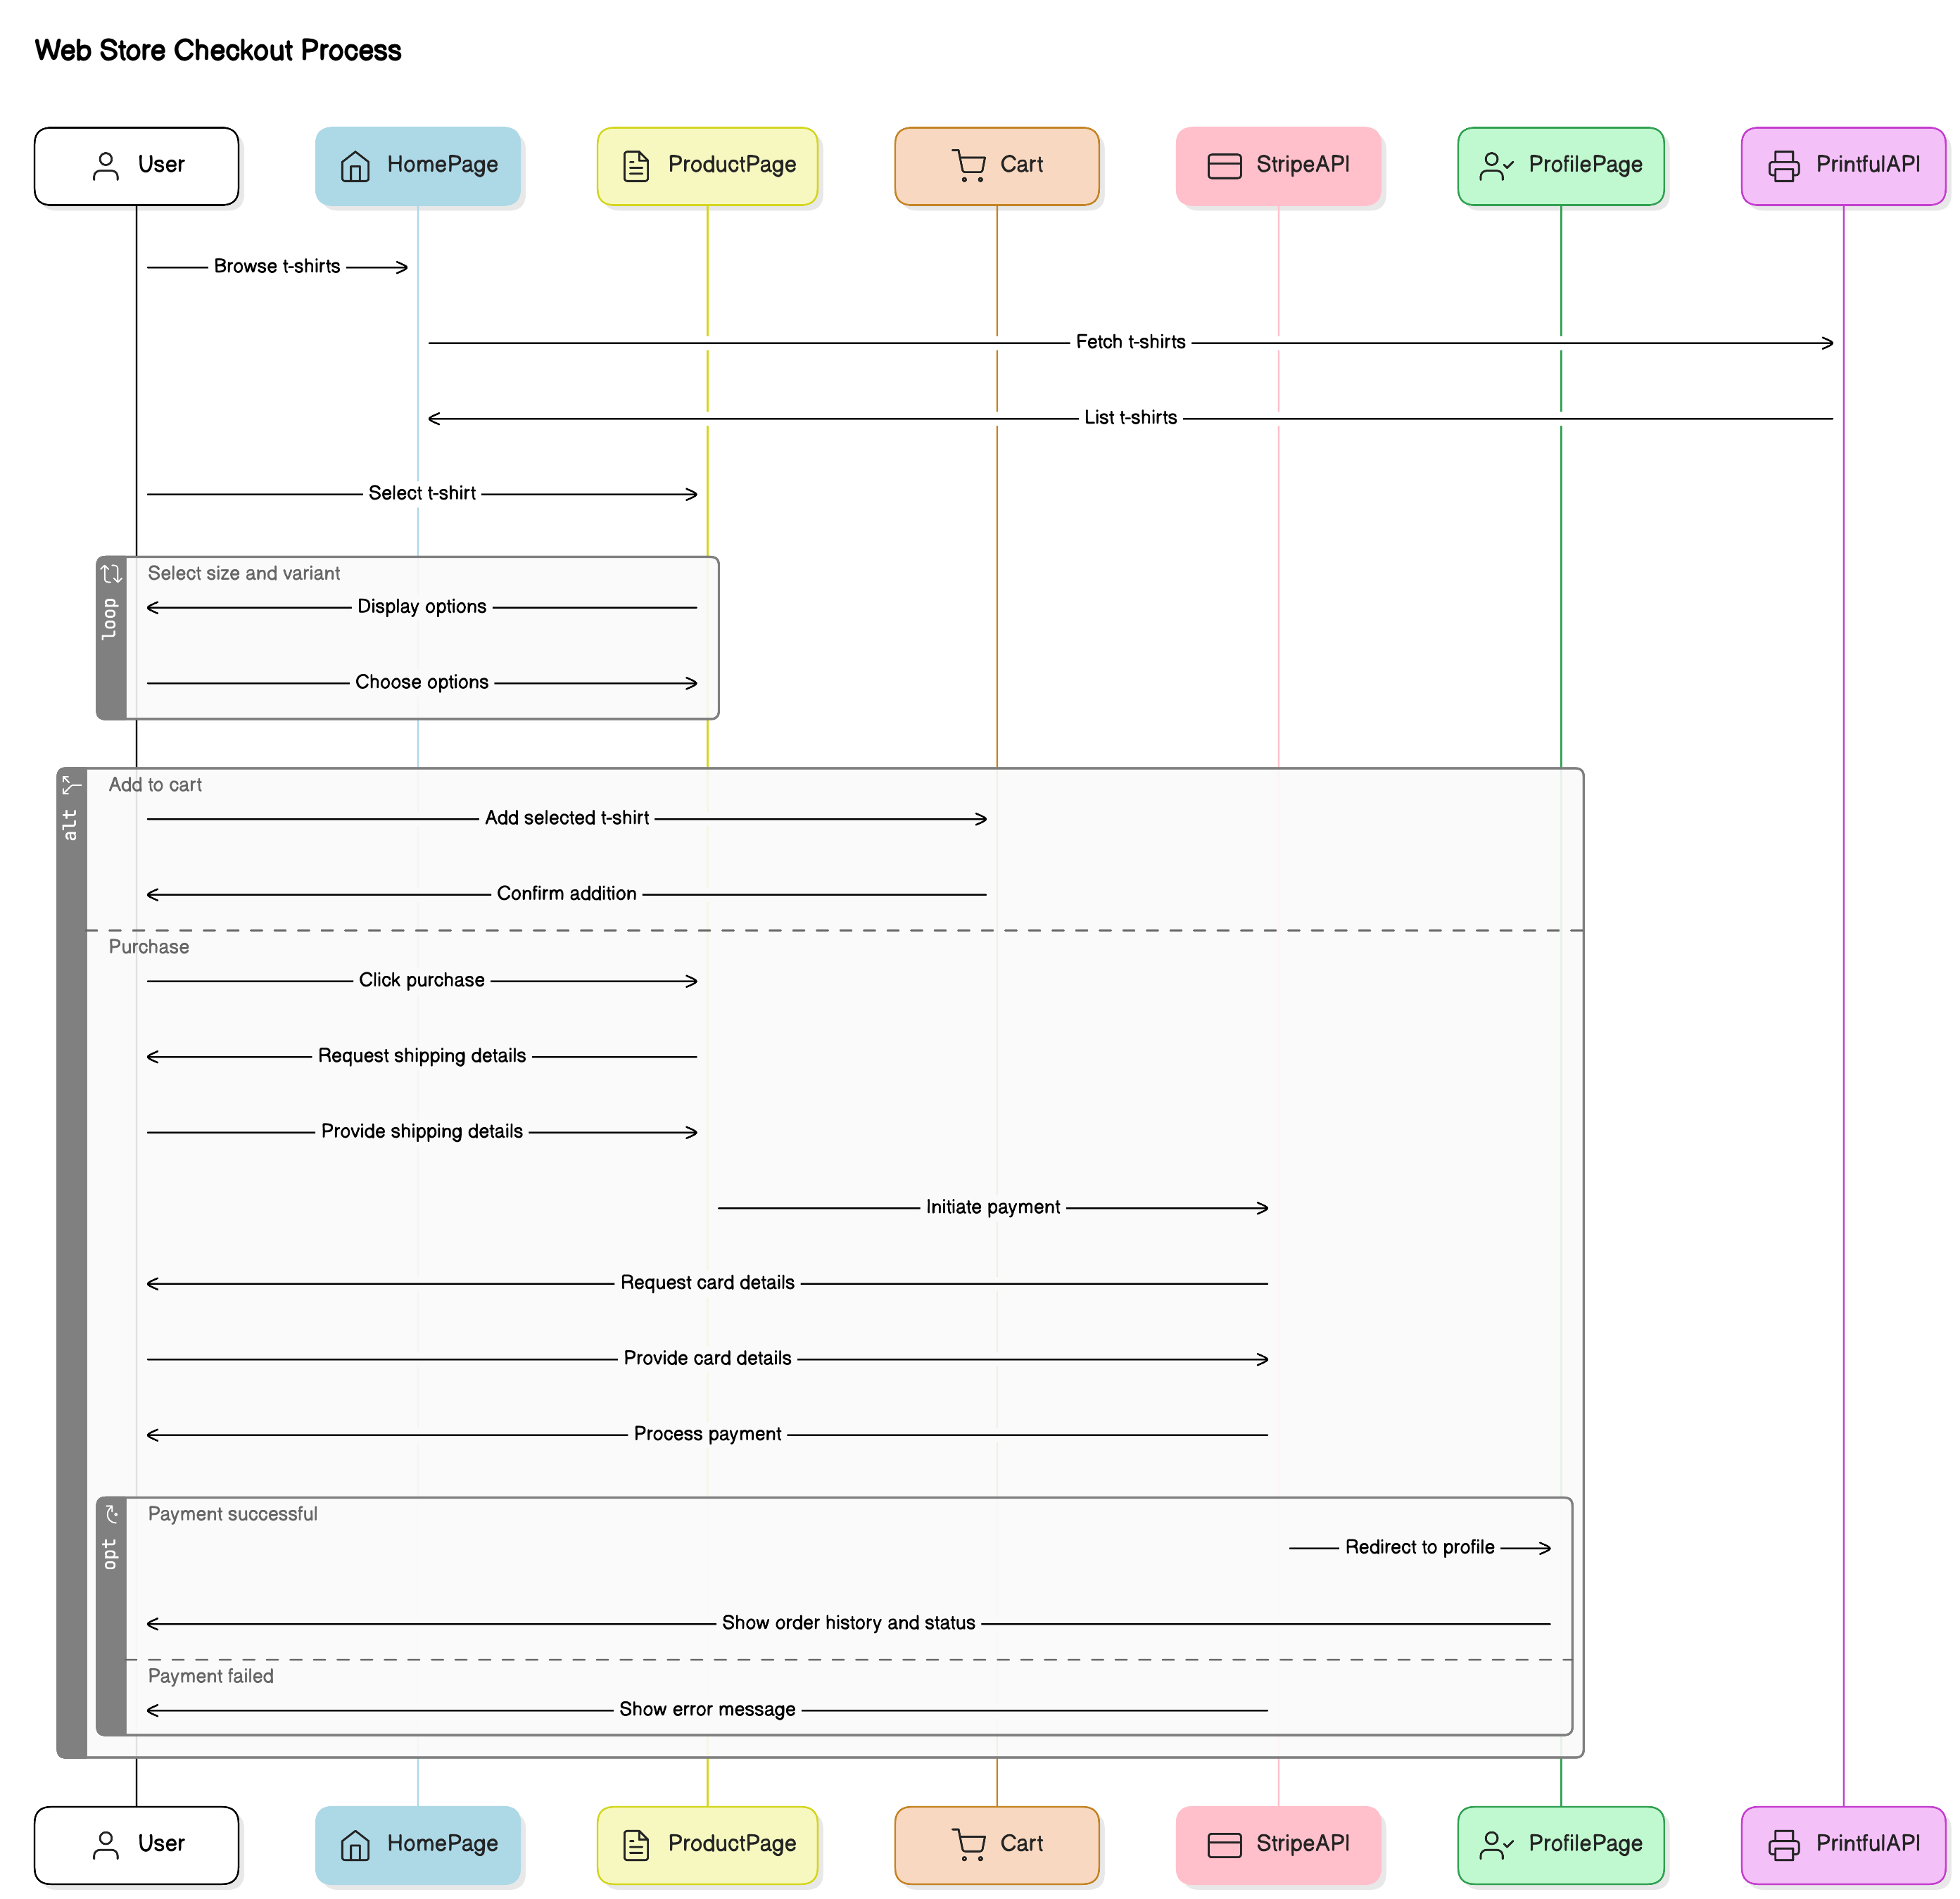 Web Store Checkout Process
User
HomePage
ProductPage
Cart
StripeAPI
ProfilePage
PrintfulAPI
Browse t-shirts
Fetch t-shirts
List t-shirts
Select t-shirt
loop
Select size and variant
Display options
Choose options
alt
Add to cart
Add selected t-shirt
Confirm addition
Purchase
Click purchase
Request shipping details
Provide shipping details
Initiate payment
Request card details
Provide card details
Process payment
opt
Payment successful
Redirect to profile
Show order history and status
Payment failed
Show error message
User
HomePage
ProductPage
Cart
StripeAPI
ProfilePage
PrintfulAPI